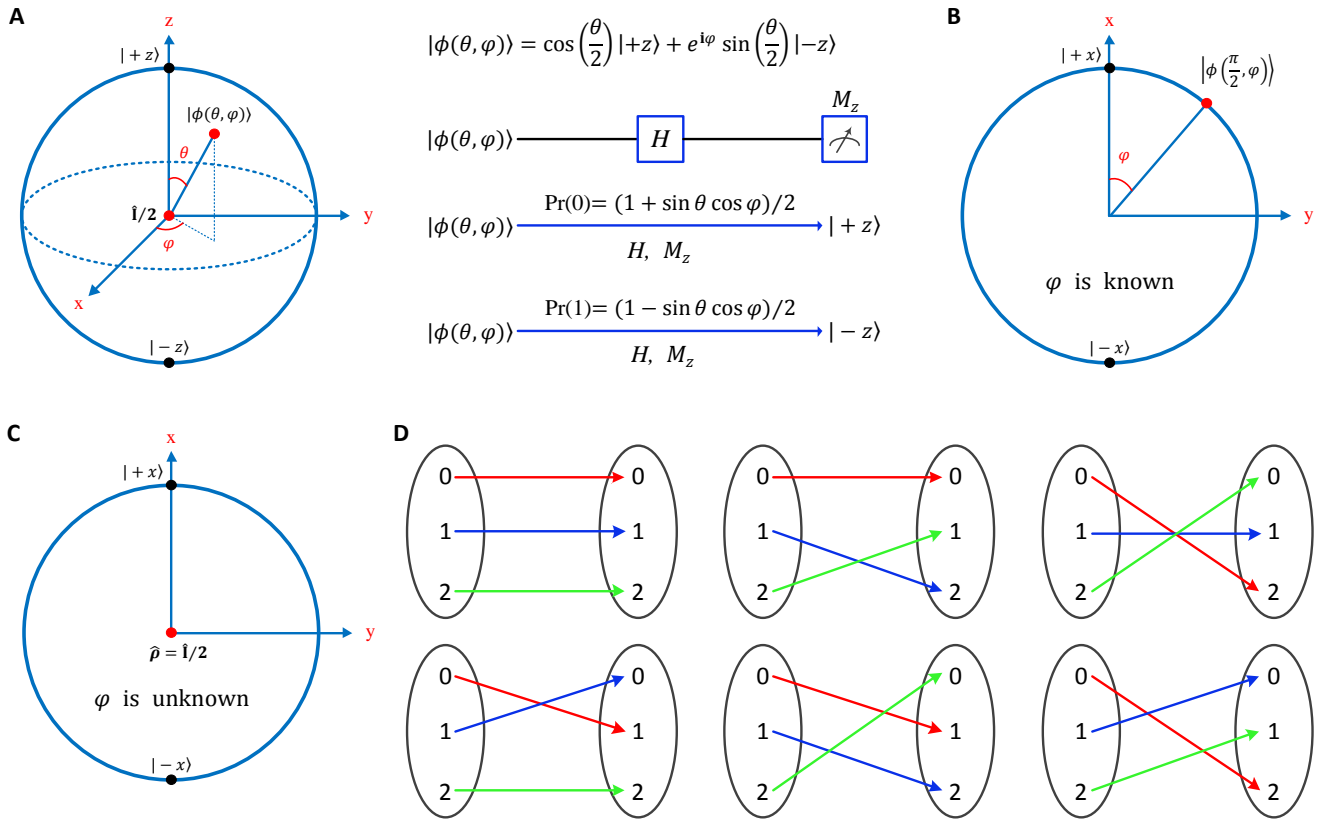 A
z
|+z⟩
|ϕ(θ, φ)⟩
θ
Î/2
y
φ
x
|−z⟩
|ϕ(θ, φ)⟩ = cos(θ/2)|+z⟩ + e^{iφ} sin(θ/2)|−z⟩
M_z
|ϕ(θ, φ)⟩ H
Pr(0)= (1 + sin θ cos φ)/2
|ϕ(θ, φ)⟩ |+z⟩
H, M_z
Pr(1)= (1 − sin θ cos φ)/2
|ϕ(θ, φ)⟩ |−z⟩
H, M_z
B
x
|+x⟩
|ϕ(π/2, φ)⟩
φ
y
φ is known
|−x⟩
C
x
|+x⟩
y
ρ̂ = Î/2
φ is unknown
|−x⟩
D
0 0 0 0 0 0
1 1 1 1 1 1
2 2 2 2 2 2
0 0 0 0 0 0
1 1 1 1 1 1
2 2 2 2 2 2